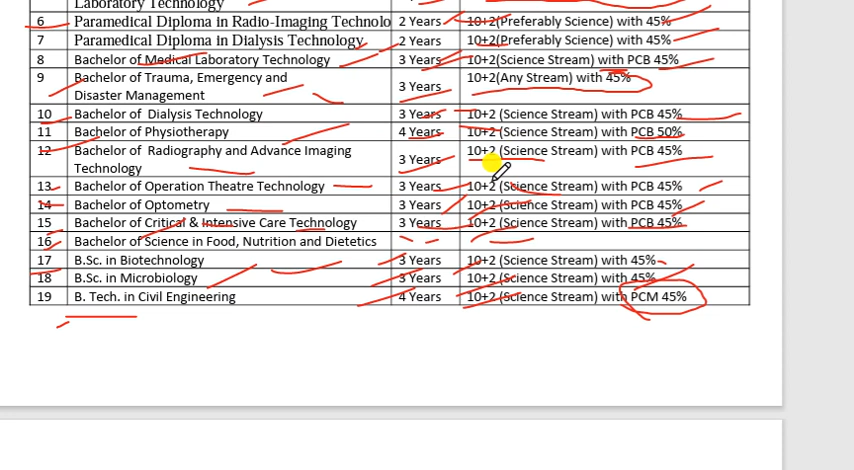 Laboratory Technology
6 Paramedical Diploma in Radio-Imaging Technolo 2 Years 10+2(Preferably Science) with 45%
7 Paramedical Diploma in Dialysis Technology 2 Years 10+2(Preferably Science) with 45%
8 Bachelor of Medical Laboratory Technology 3 Years 10+2(Science Stream) with PCB 45%
9 Bachelor of Trauma, Emergency and
Disaster Management 3 Years 10+2(Any Stream) with 45%
10 Bachelor of Dialysis Technology 3 Years 10+2 (Science Stream) with PCB 45%
11 Bachelor of Physiotherapy 4 Years 10+2 (Science Stream) with PCB 50%
12 Bachelor of Radiography and Advance Imaging
Technology 3 Years 10+2 (Science Stream) with PCB 45%
13 Bachelor of Operation Theatre Technology 3 Years 10+2 (Science Stream) with PCB 45%
14 Bachelor of Optometry 3 Years 10+2 (Science Stream) with PCB 45%
15 Bachelor of Critical & Intensive Care Technology 3 Years 10+2 (Science Stream) with PCB 45%
16 Bachelor of Science in Food, Nutrition and Dietetics
17 B.Sc. in Biotechnology 3 Years 10+2 (Science Stream) with 45%
18 B.Sc. in Microbiology 3 Years 10+2 (Science Stream) with 45%
19 B. Tech. in Civil Engineering 4 Years 10+2 (Science Stream) with PCM 45%